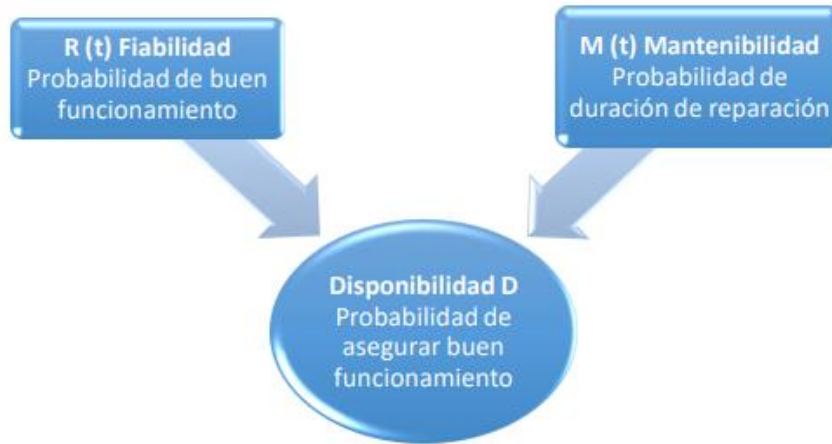 R (t) Fiabilidad
Probabilidad de buen
funcionamiento
M (t) Mantenibilidad
Probabilidad de
duración de reparación
Disponibilidad D
Probabilidad de
asegurar buen
funcionamiento